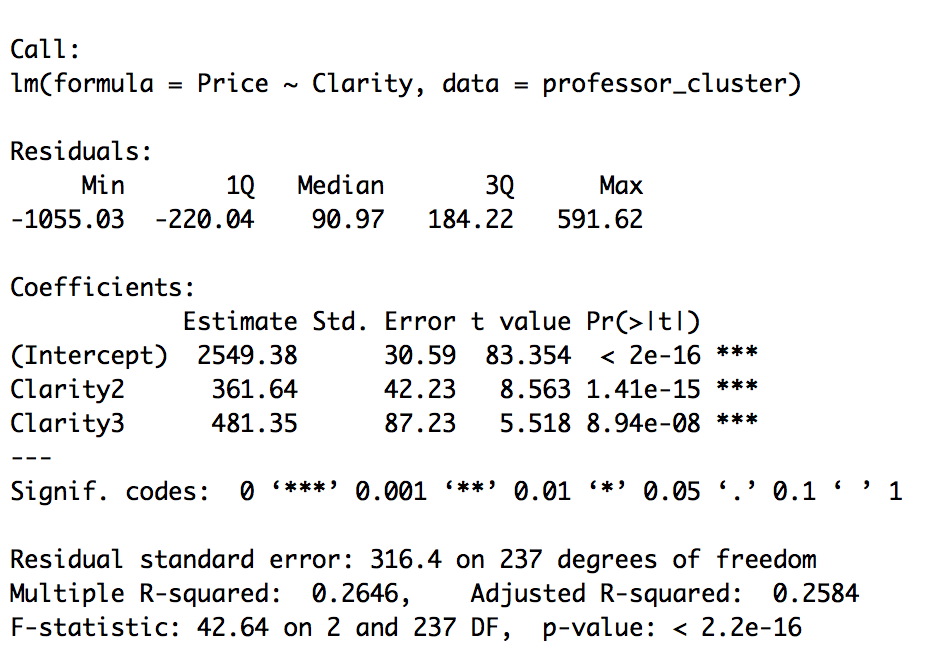 Call:
lm(formula = Price ~ Clarity, data = professor_cluster)
Residuals:
     Min       1Q   Median       3Q      Max
-1055.03  -220.04    90.97   184.22   591.62
Coefficients:
            Estimate Std. Error t value Pr(>|t|)
(Intercept)  2549.38      30.59  83.354  < 2e-16 ***
Clarity2      361.64      42.23   8.563 1.41e-15 ***
Clarity3      481.35      87.23   5.518 8.94e-08 ***
---
Signif. codes:  0 ‘***’ 0.001 ‘**’ 0.01 ‘*’ 0.05 ‘.’ 0.1 ‘ ’ 1
Residual standard error: 316.4 on 237 degrees of freedom
Multiple R-squared:  0.2646,	Adjusted R-squared:  0.2584
F-statistic: 42.64 on 2 and 237 DF,  p-value: < 2.2e-16